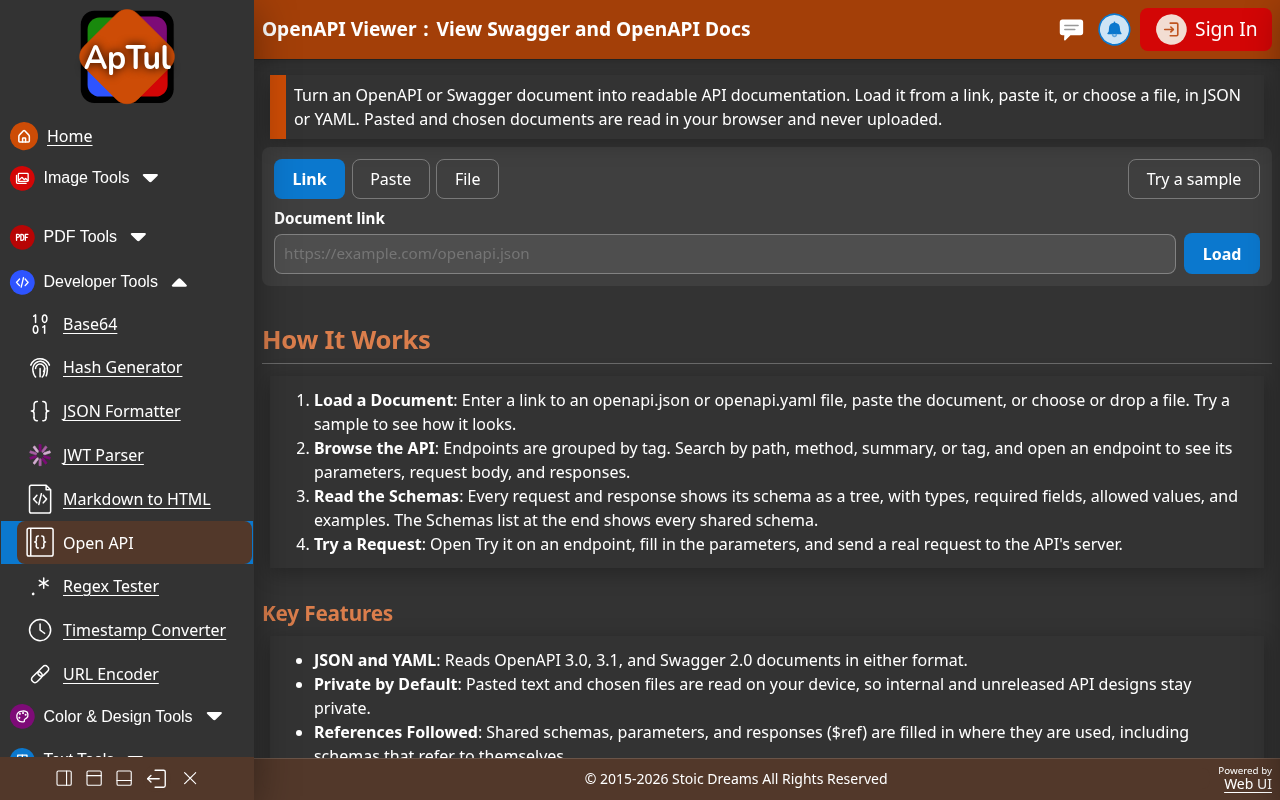 ApTul
Home
Image Tools
PDF Tools
Developer Tools
Base64
Hash Generator
JSON Formatter
JWT Parser
Markdown to HTML
Open API
Regex Tester
Timestamp Converter
URL Encoder
Color & Design Tools
Text Tools
OpenAPI Viewer : View Swagger and OpenAPI Docs
Sign In
Turn an OpenAPI or Swagger document into readable API documentation. Load it from a link, paste it, or choose a file, in JSON
or YAML. Pasted and chosen documents are read in your browser and never uploaded.
Link
Paste
File
Try a sample
Document link
https://example.com/openapi.json
Load
How It Works
1. Load a Document: Enter a link to an openapi.json or openapi.yaml file, paste the document, or choose or drop a file. Try a
sample to see how it looks.
2. Browse the API: Endpoints are grouped by tag. Search by path, method, summary, or tag, and open an endpoint to see its
parameters, request body, and responses.
3. Read the Schemas: Every request and response shows its schema as a tree, with types, required fields, allowed values, and
examples. The Schemas list at the end shows every shared schema.
4. Try a Request: Open Try it on an endpoint, fill in the parameters, and send a real request to the API's server.
Key Features
• JSON and YAML: Reads OpenAPI 3.0, 3.1, and Swagger 2.0 documents in either format.
• Private by Default: Pasted text and chosen files are read on your device, so internal and unreleased API designs stay
private.
• References Followed: Shared schemas, parameters, and responses ($ref) are filled in where they are used, including
schemas that refer to themselves.
© 2015-2026 Stoic Dreams All Rights Reserved
Powered by
Web UI